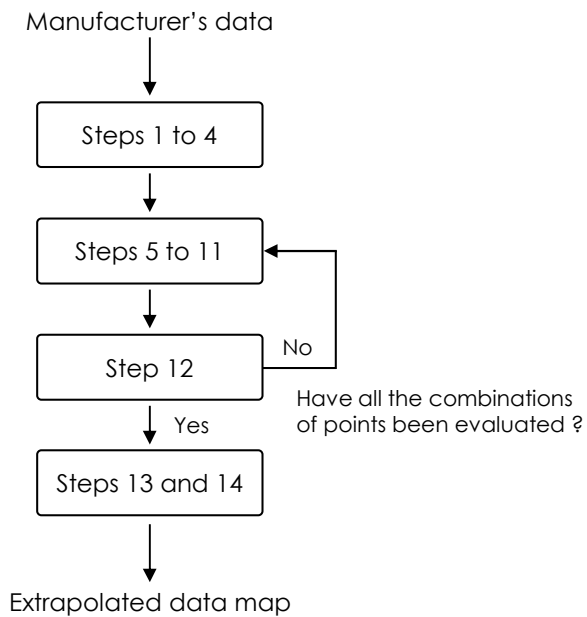 Manufacturer’s data
Steps 1 to 4
Steps 5 to 11
No
Step 12
Have all the combinations
of points been evaluated ?
Yes
Steps 13 and 14
Extrapolated data map